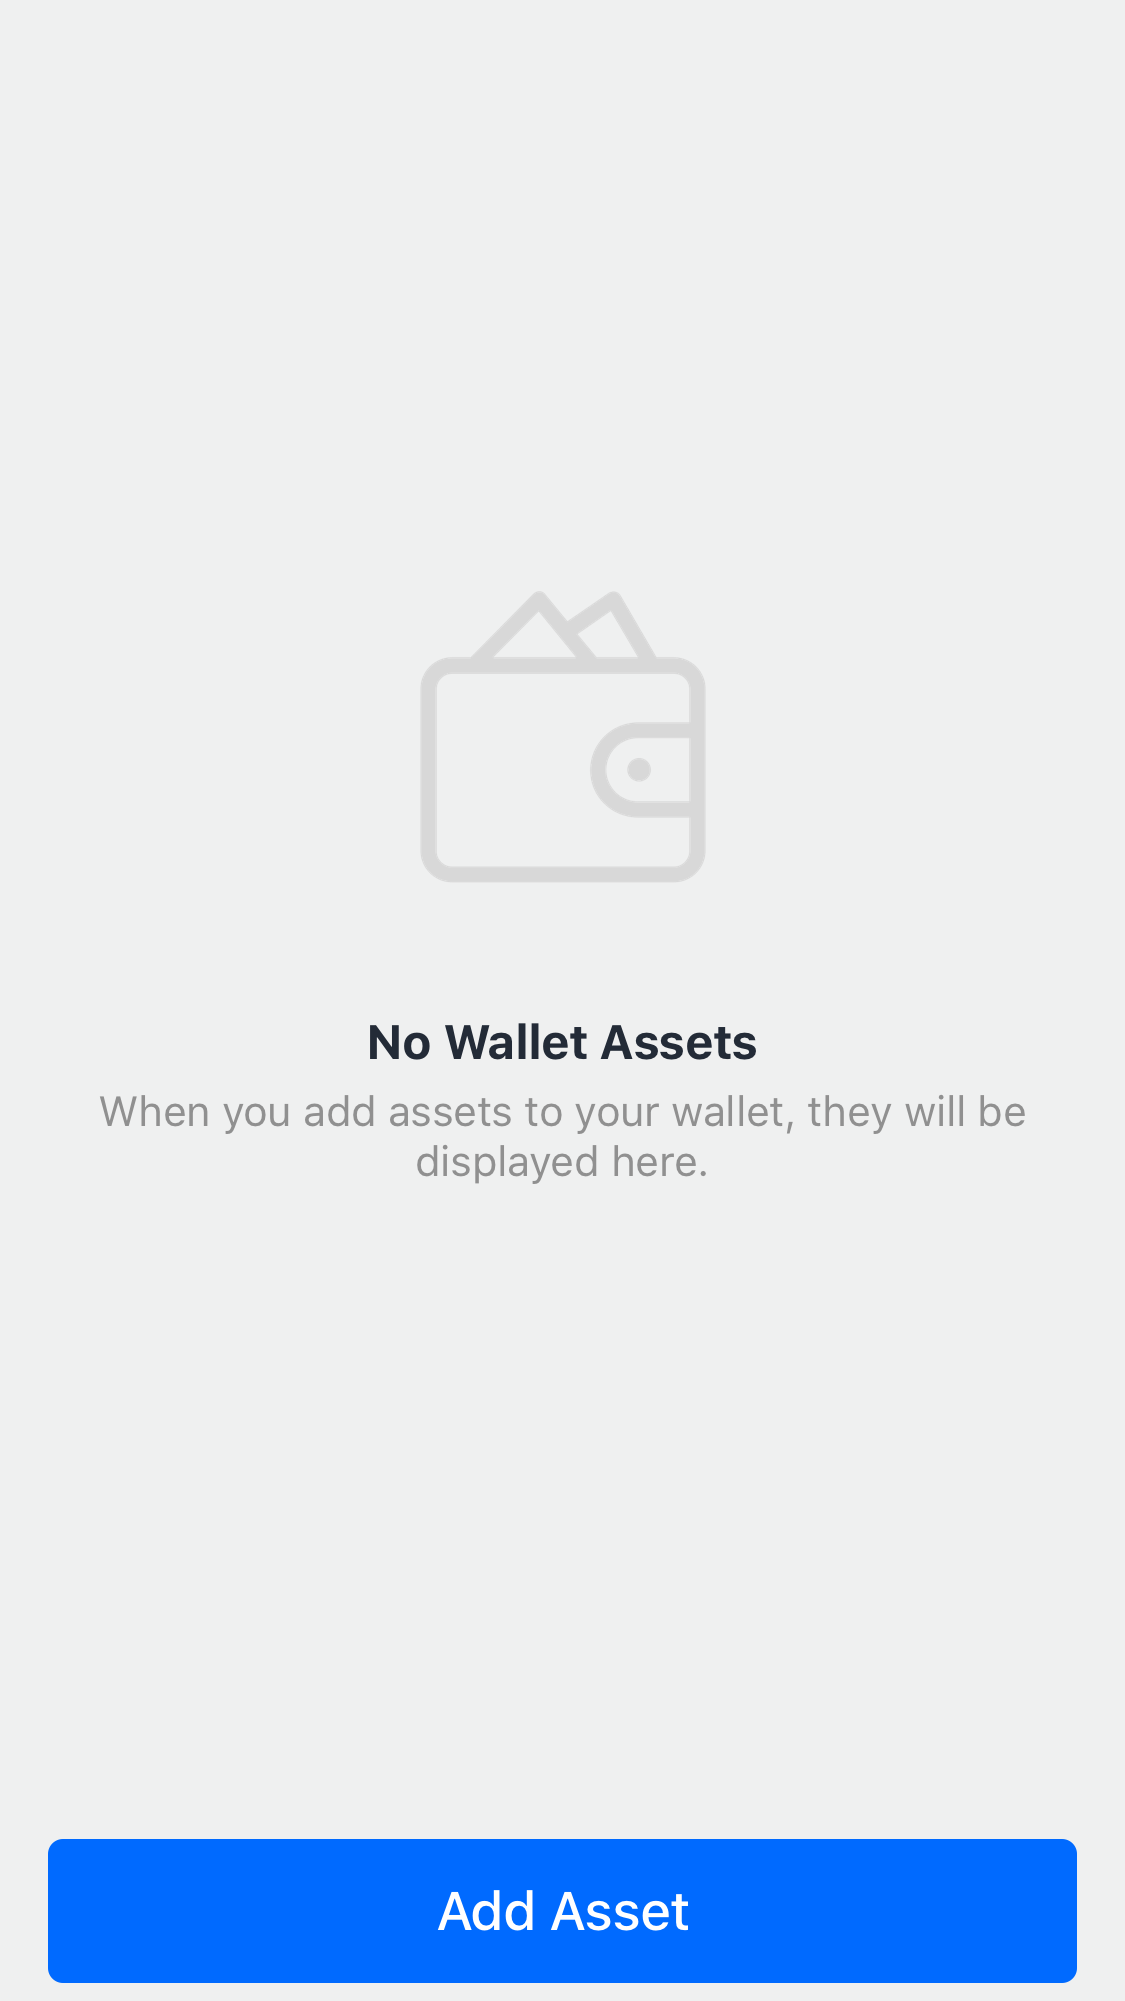 No Wallet Assets
When you add assets to your wallet, they will be
displayed here.
Add Asset